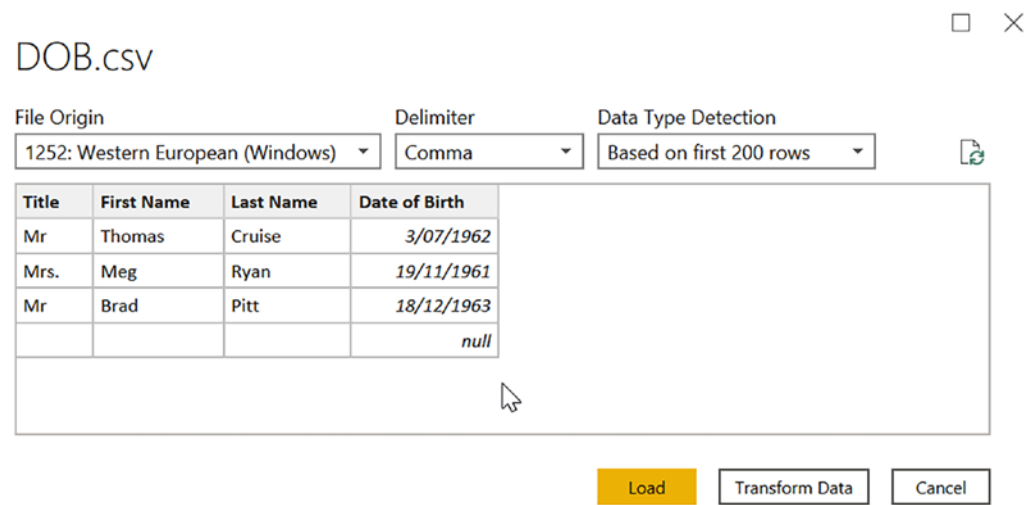 DOB.csv
File Origin Delimiter Data Type Detection
1252: Western European (Windows) Comma Based on first 200 rows
Title First Name Last Name Date of Birth
Mr Thomas Cruise 3/07/1962
Mrs. Meg Ryan 19/11/1961
Mr Brad Pitt 18/12/1963
null
Load Transform Data Cancel